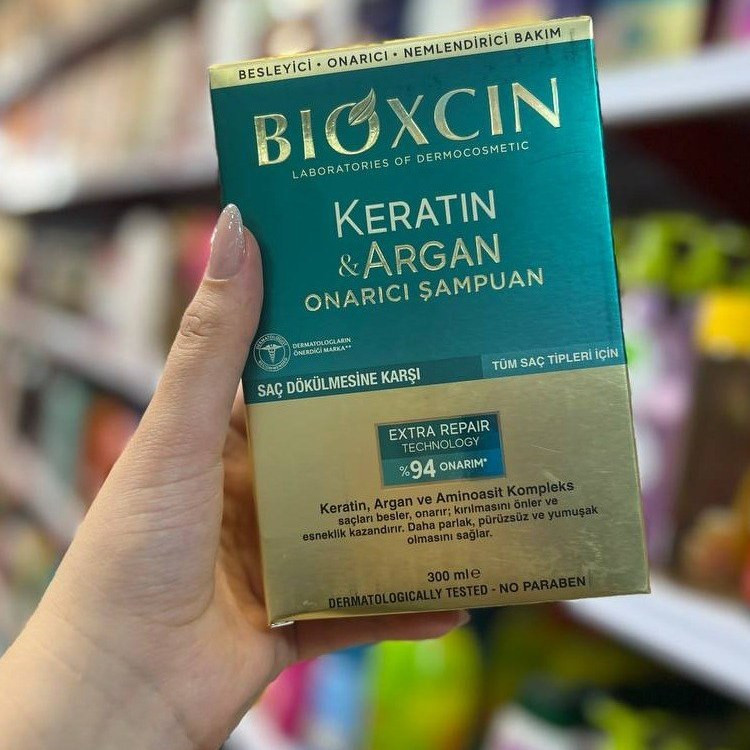 BESLEYİCİ • ONARICI • NEMLENDİRİCİ BAKIM
BIOXCIN
LABORATORIES OF DERMOCOSMETIC
KERATIN
& ARGAN
ONARICI ŞAMPUAN
DERMATOLOGLARIN
ÖNERDİĞİ MARKA**
SAÇ DÖKÜLMESİNE KARŞI
TÜM SAÇ TİPLERİ İÇİN
EXTRA REPAIR
TECHNOLOGY
%94 ONARIM*
Keratin, Argan ve Aminoasit Kompleks
saçları besler, onarır; kırılmasını önler ve
esneklik kazandırır. Daha parlak, pürüzsüz ve yumuşak
olmasını sağlar.
300 ml e
DERMATOLOGICALLY TESTED - NO PARABEN